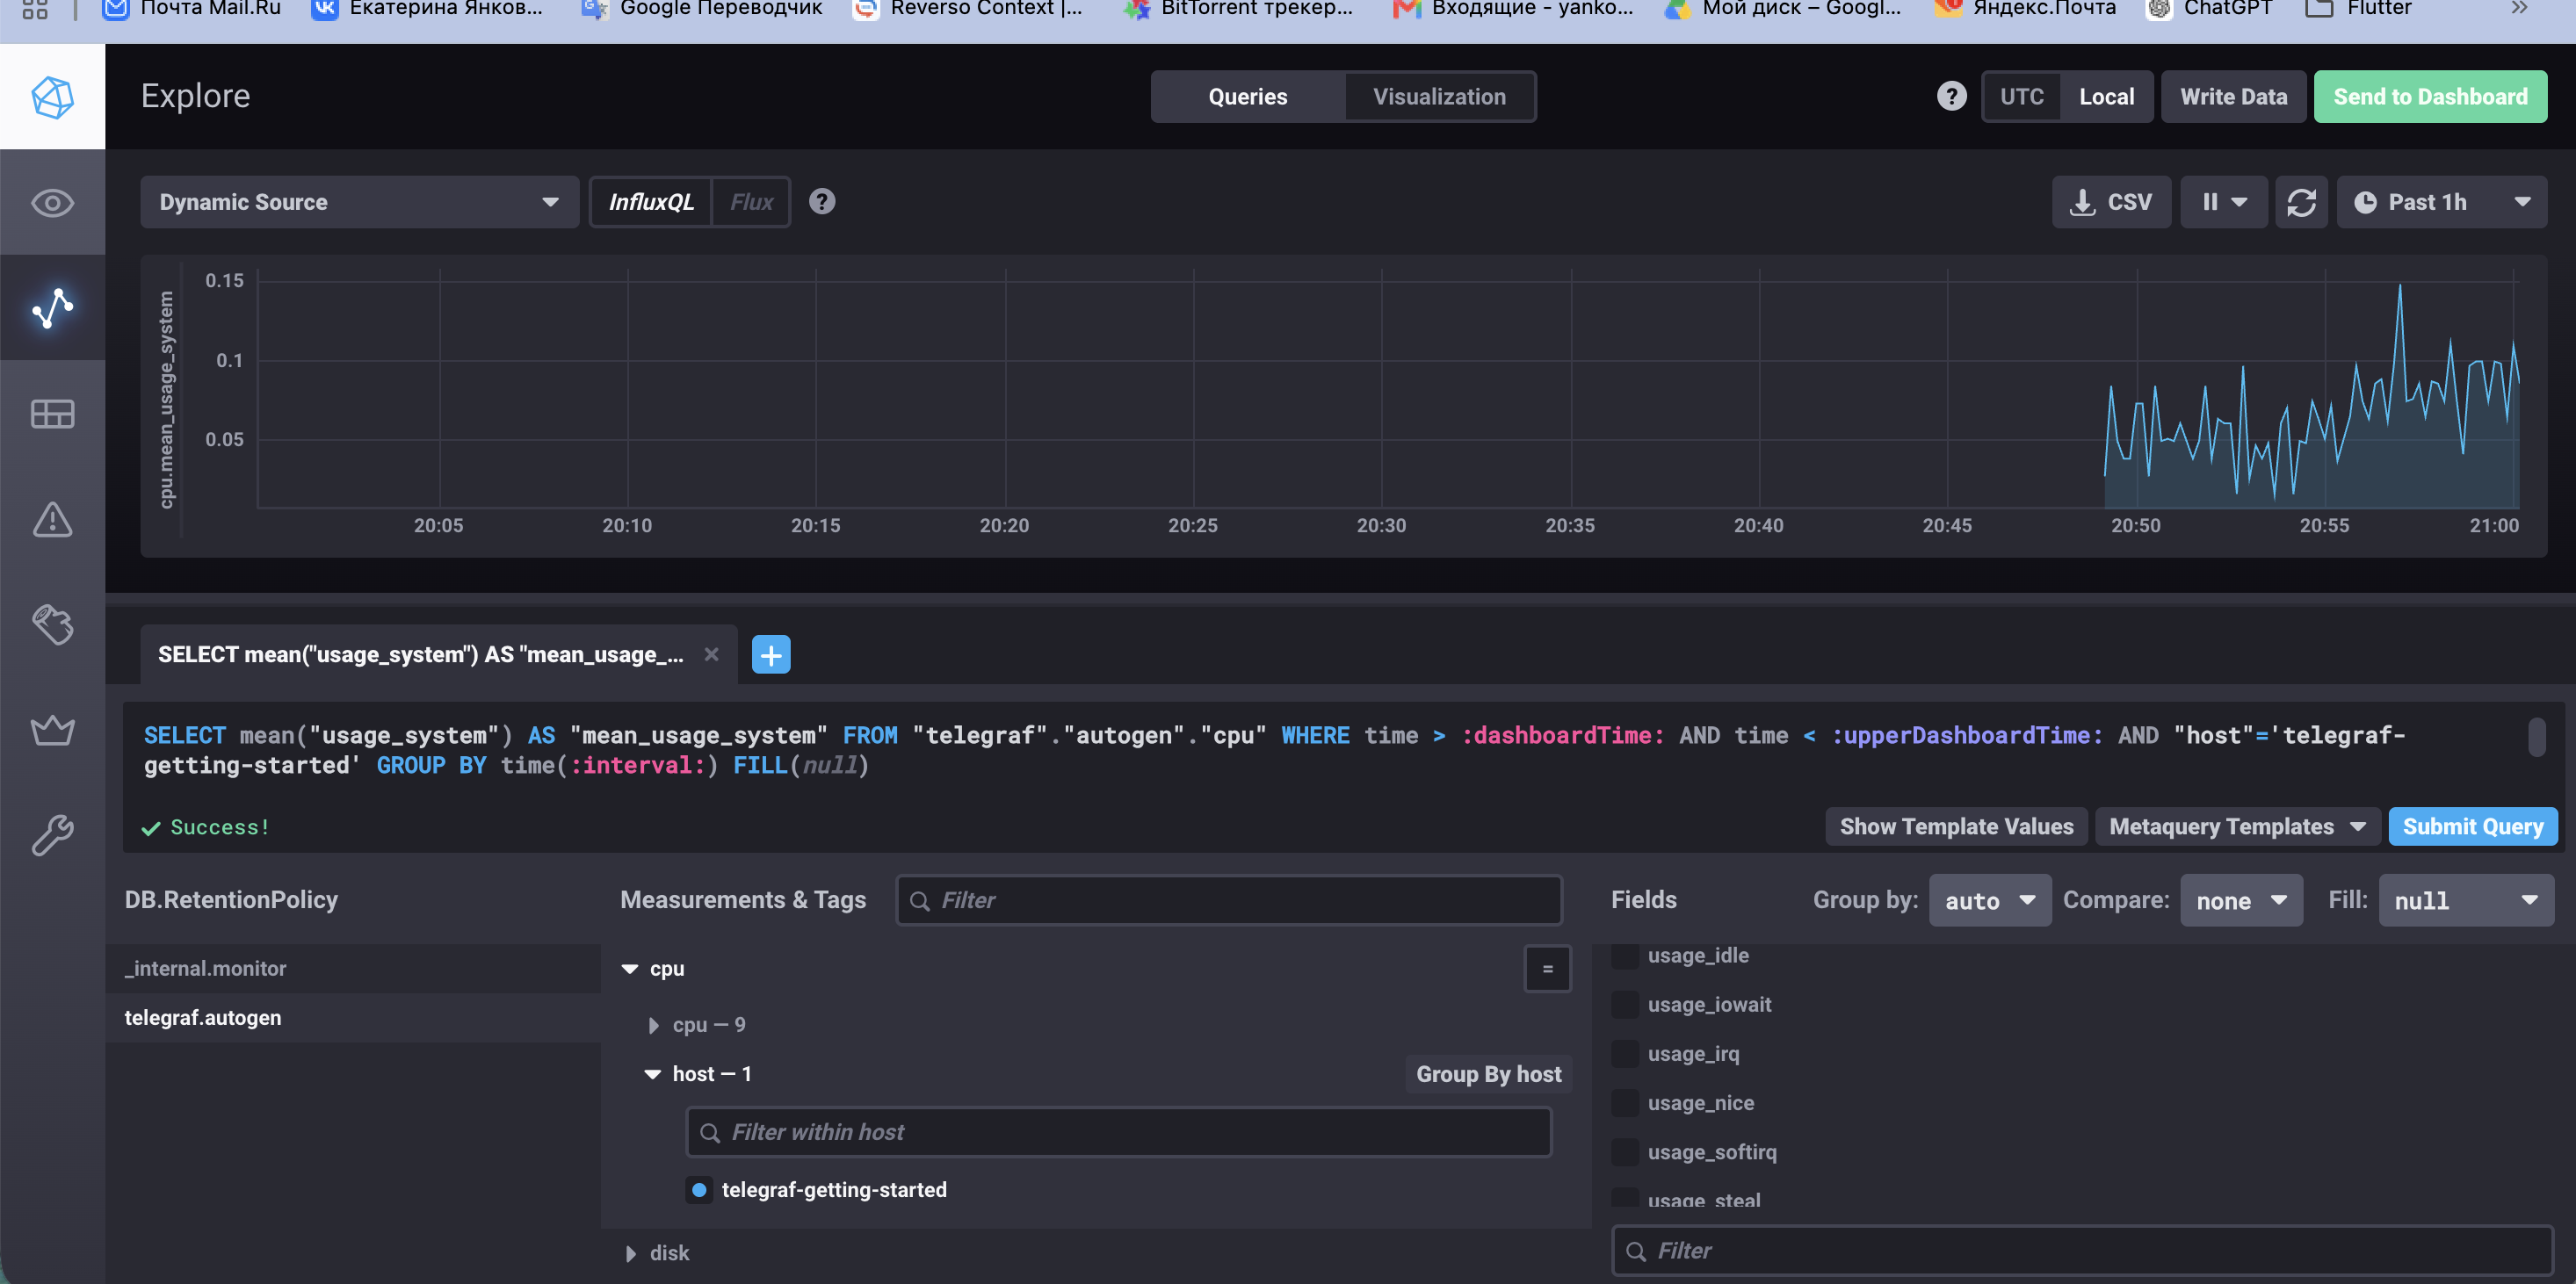 Почта Mail.Ru
Екатерина Янков...
Google Переводчик
Reverso Context |...
BitTorrent трекер...
Входящие - yanko...
Мой диск – Googl...
Яндекс.Почта
ChatGPT
Flutter
»
Explore
Queries
Visualization
?
UTC
Local
Write Data
Send to Dashboard
Dynamic Source
InfluxQL
Flux
?
CSV
Past 1h
cpu.mean_usage_system
0.15
0.1
0.05
20:05
20:10
20:15
20:20
20:25
20:30
20:35
20:40
20:45
20:50
20:55
21:00
SELECT mean("usage_system") AS "mean_usage_...
SELECT mean("usage_system") AS "mean_usage_system" FROM "telegraf"."autogen"."cpu" WHERE time > :dashboardTime: AND time < :upperDashboardTime: AND "host"='telegraf-
getting-started' GROUP BY time(:interval:) FILL(null)
Success!
Show Template Values
Metaquery Templates
Submit Query
DB.RetentionPolicy
Measurements & Tags
Filter
Fields
Group by:
auto
Compare:
none
Fill:
null
_internal.monitor
telegraf.autogen
cpu
=
cpu — 9
host — 1
Group By host
Filter within host
telegraf-getting-started
disk
usage_idle
usage_iowait
usage_irq
usage_nice
usage_softirq
usage_steal
Filter